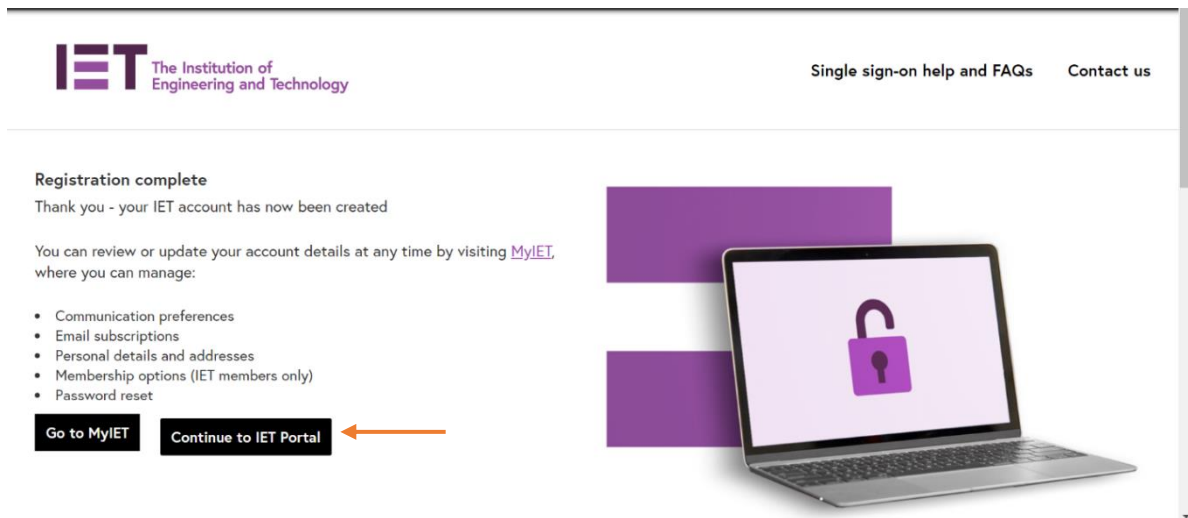 IET The Institution of
Engineering and Technology
Single sign-on help and FAQs Contact us
Registration complete
Thank you - your IET account has now been created
You can review or update your account details at any time by visiting MyIET,
where you can manage:
• Communication preferences
• Email subscriptions
• Personal details and addresses
• Membership options (IET members only)
• Password reset
Go to MyIET Continue to IET Portal